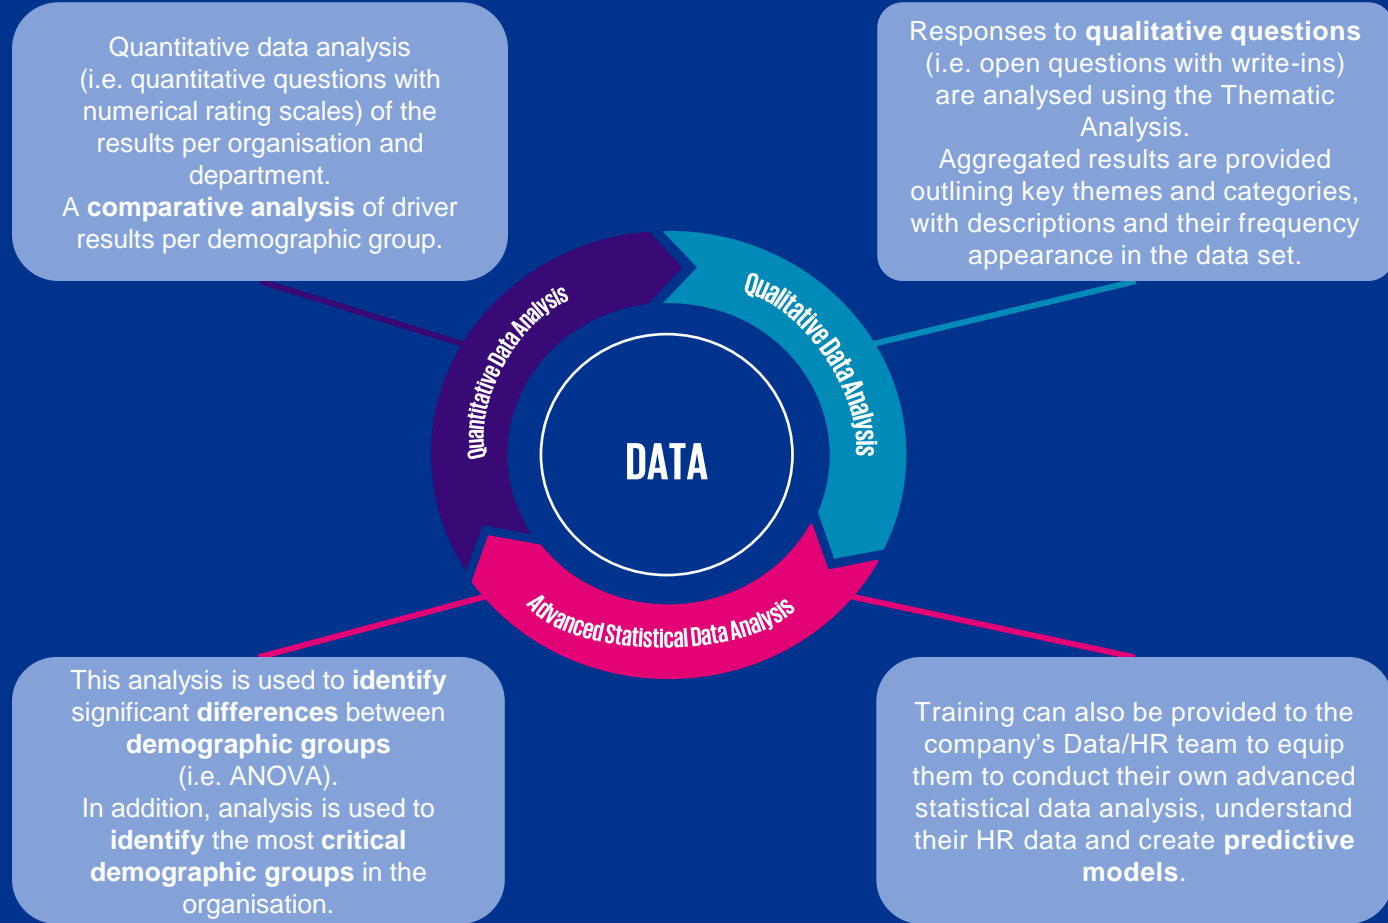 Quantitative data analysis
(i.e. quantitative questions with
numerical rating scales) of the
results per organisation and
department.
A comparative analysis of driver
results per demographic group.
Responses to qualitative questions
(i.e. open questions with write-ins)
are analysed using the Thematic
Analysis.
Aggregated results are provided
outlining key themes and categories,
with descriptions and their frequency
appearance in the data set.
Quantitative Data Analysis
Qualitative Data Analysis
DATA
Advanced Statistical Data Analysis
This analysis is used to identify
significant differences between
demographic groups
(i.e. ANOVA).
In addition, analysis is used to
identify the most critical
demographic groups in the
organisation.
Training can also be provided to the
company’s Data/HR team to equip
them to conduct their own advanced
statistical data analysis, understand
their HR data and create predictive
models.